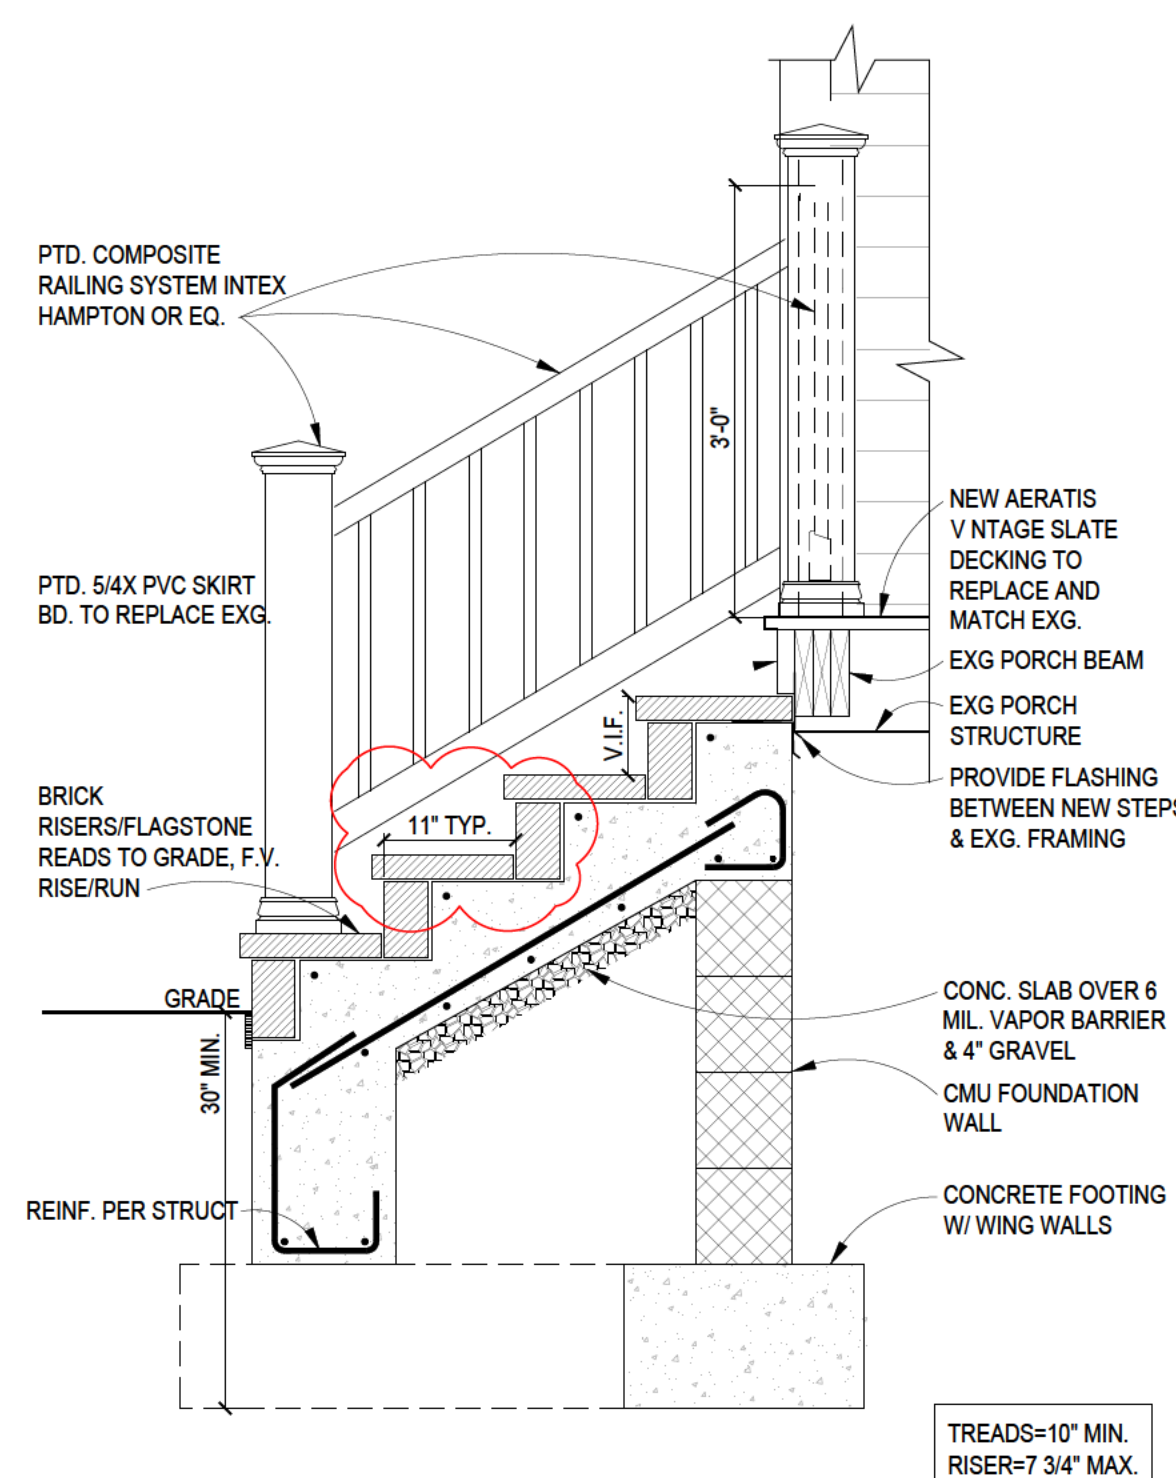 PTD. COMPOSITE
RAILING SYSTEM INTEX
HAMPTON OR EQ.
3'-0"
NEW AERATIS
V NTAGE SLATE
DECKING TO
REPLACE AND
MATCH EXG.
PTD. 5/4X PVC SKIRT
BD. TO REPLACE EXG.
EXG PORCH BEAM
EXG PORCH
STRUCTURE
V.I.F.
PROVIDE FLASHING
BETWEEN NEW STEPS
& EXG. FRAMING
BRICK
RISERS/FLAGSTONE
READS TO GRADE, F.V.
RISE/RUN
11" TYP.
GRADE
30" MIN.
CONC. SLAB OVER 6
MIL. VAPOR BARRIER
& 4" GRAVEL
CMU FOUNDATION
WALL
REINF. PER STRUCT
CONCRETE FOOTING
W/ WING WALLS
TREADS=10" MIN.
RISER=7 3/4" MAX.